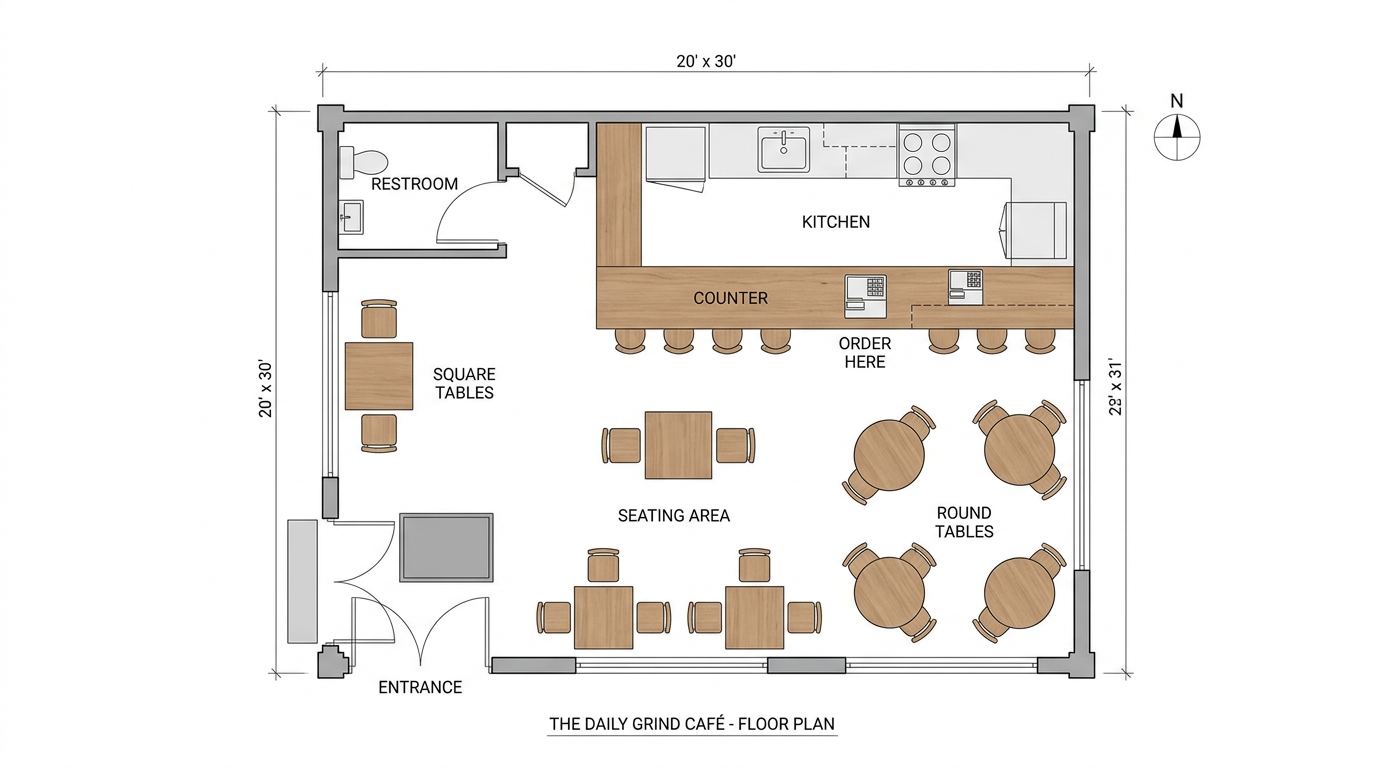 20' x 30'
N
RESTROOM
KITCHEN
COUNTER
ORDER
HERE
SQUARE
TABLES
20' x 30'
28' x 31'
SEATING AREA
ROUND
TABLES
ENTRANCE
THE DAILY GRIND CAFÉ - FLOOR PLAN